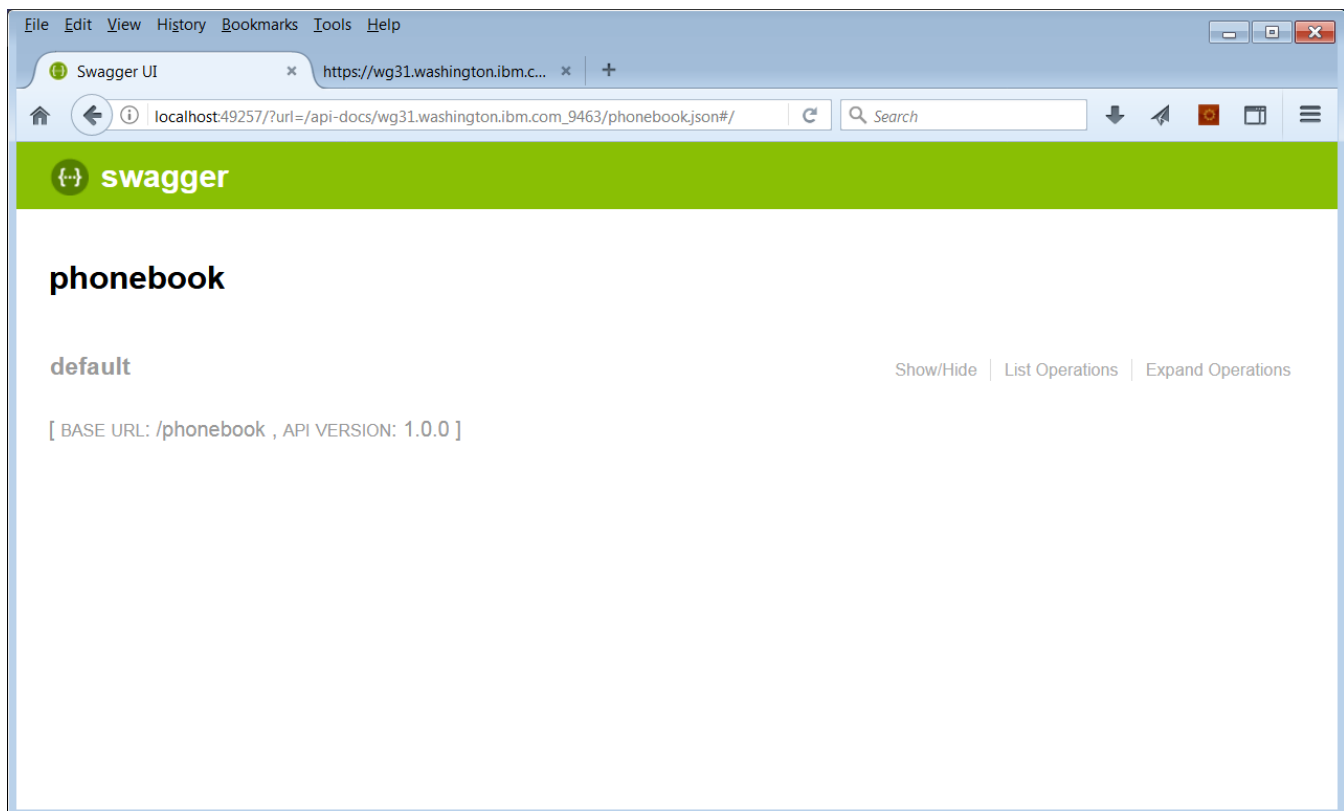 File Edit View History Bookmarks Tools Help
Swagger UI × https://wg31.washington.ibm.c... × +
localhost:49257/?url=/api-docs/wg31.washington.ibm.com_9463/phonebook.json#/ Search
{···} swagger
phonebook
default Show/Hide List Operations Expand Operations
[ BASE URL: /phonebook , API VERSION: 1.0.0 ]